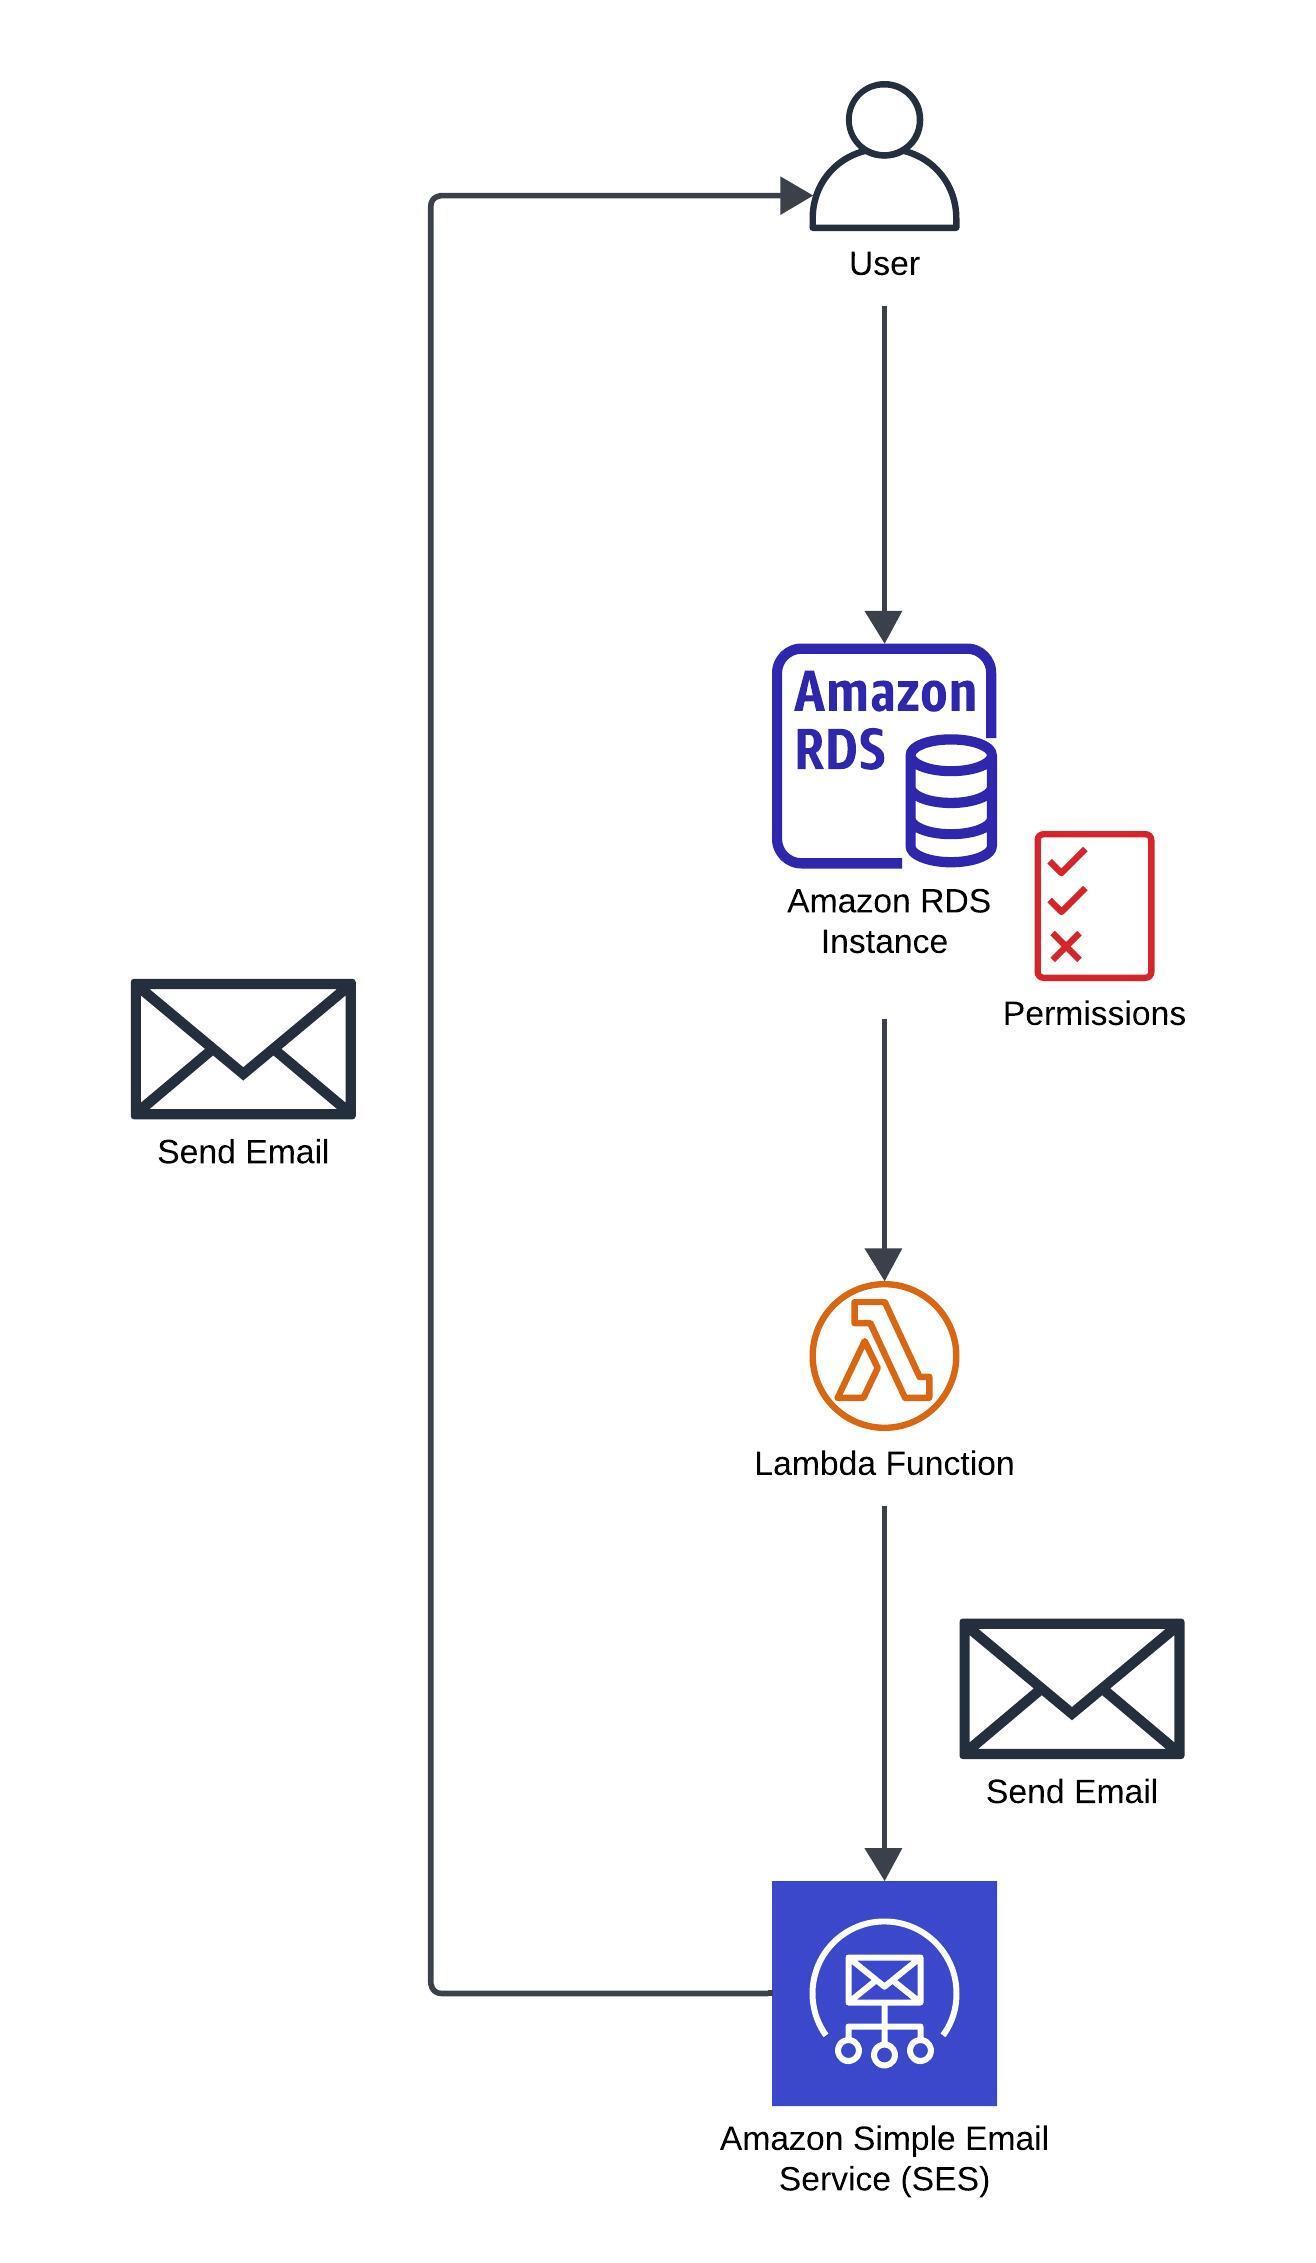 User
Amazon
RDS
Amazon RDS
Instance
Permissions
Send Email
Lambda Function
Send Email
Amazon Simple Email
Service (SES)